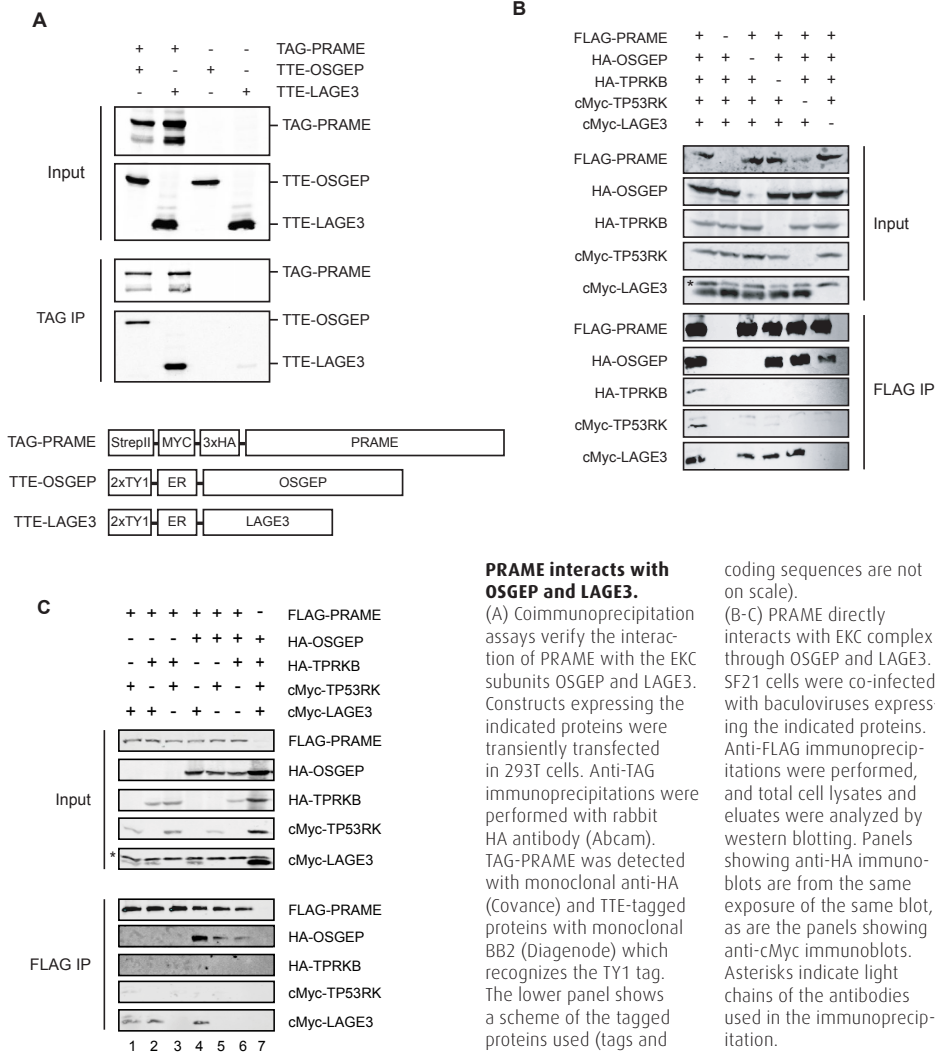 A
+ + - - TAG-PRAME
+ - + - TTE-OSGEP
- + - + TTE-LAGE3
Input
TAG-PRAME
TTE-OSGEP
TTE-LAGE3
TAG IP
TAG-PRAME
TTE-OSGEP
TTE-LAGE3
TAG-PRAME StrepII MYC 3xHA PRAME
TTE-OSGEP 2xTY1 ER OSGEP
TTE-LAGE3 2xTY1 ER LAGE3
B
FLAG-PRAME + - + + + +
HA-OSGEP + + - + + +
HA-TPRKB + + + - + +
cMyc-TP53RK + + + + - +
cMyc-LAGE3 + + + + + -
FLAG-PRAME
HA-OSGEP
HA-TPRKB
cMyc-TP53RK
cMyc-LAGE3 *
Input
FLAG-PRAME
HA-OSGEP
HA-TPRKB
cMyc-TP53RK
cMyc-LAGE3
FLAG IP
C
+ + + + + + - FLAG-PRAME
- - - + + + + HA-OSGEP
- + + - - + + HA-TPRKB
+ - + - + - + cMyc-TP53RK
+ + - + - - + cMyc-LAGE3
Input
FLAG-PRAME
HA-OSGEP
HA-TPRKB
cMyc-TP53RK
* cMyc-LAGE3
FLAG IP
FLAG-PRAME
HA-OSGEP
HA-TPRKB
cMyc-TP53RK
cMyc-LAGE3
1 2 3 4 5 6 7
PRAME interacts with
OSGEP and LAGE3.
(A) Coimmunoprecipitation
assays verify the interac-
tion of PRAME with the EKC
subunits OSGEP and LAGE3.
Constructs expressing the
indicated proteins were
transiently transfected
in 293T cells. Anti-TAG
immunoprecipitations were
performed with rabbit
HA antibody (Abcam).
TAG-PRAME was detected
with monoclonal anti-HA
(Covance) and TTE-tagged
proteins with monoclonal
BB2 (Diagenode) which
recognizes the TY1 tag.
The lower panel shows
a scheme of the tagged
proteins used (tags and
coding sequences are not
on scale).
(B-C) PRAME directly
interacts with EKC complex
through OSGEP and LAGE3.
SF21 cells were co-infected
with baculoviruses express-
ing the indicated proteins.
Anti-FLAG immunoprecip-
itations were performed,
and total cell lysates and
eluates were analyzed by
western blotting. Panels
showing anti-HA immuno-
blots are from the same
exposure of the same blot,
as are the panels showing
anti-cMyc immunoblots.
Asterisks indicate light
chains of the antibodies
used in the immunoprecip-
itation.